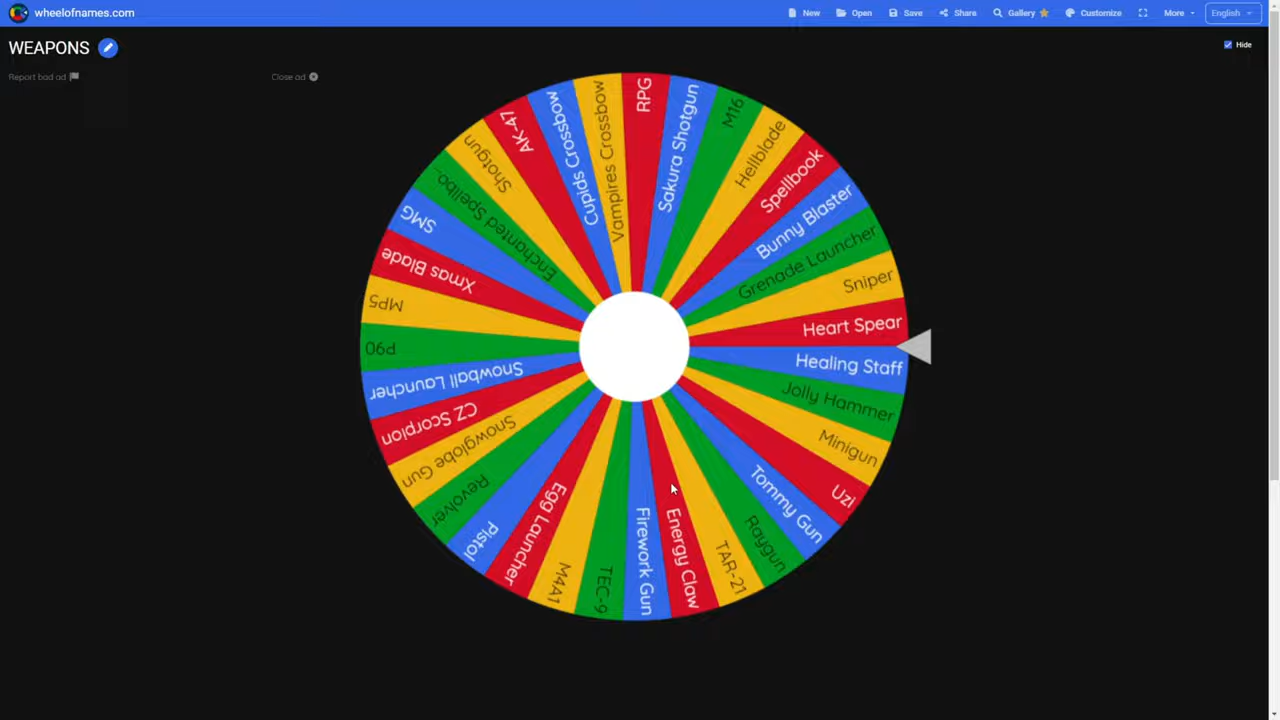 wheelofnames.com
New
Open
Save
Share
Gallery
Customize
More
English
WEAPONS
Hide
Report bad ad
Close ad
RPG
Sakura Shotgun
M16
Hellblade
Spellbook
Bunny Blaster
Grenade Launcher
Sniper
Heart Spear
Healing Staff
Jolly Hammer
Minigun
Uzi
Tommy Gun
Raygun
TAR-21
Energy Claw
Firework Gun
TEC-9
M4A1
Egg Launcher
Pistol
Revolver
Snowglobe Gun
CZ Scorpion
Snowball Launcher
P90
MP5
Xmas Blade
SMG
Enchanted Spellbo...
Shotgun
AK-47
Cupids Crossbow
Vampires Crossbow